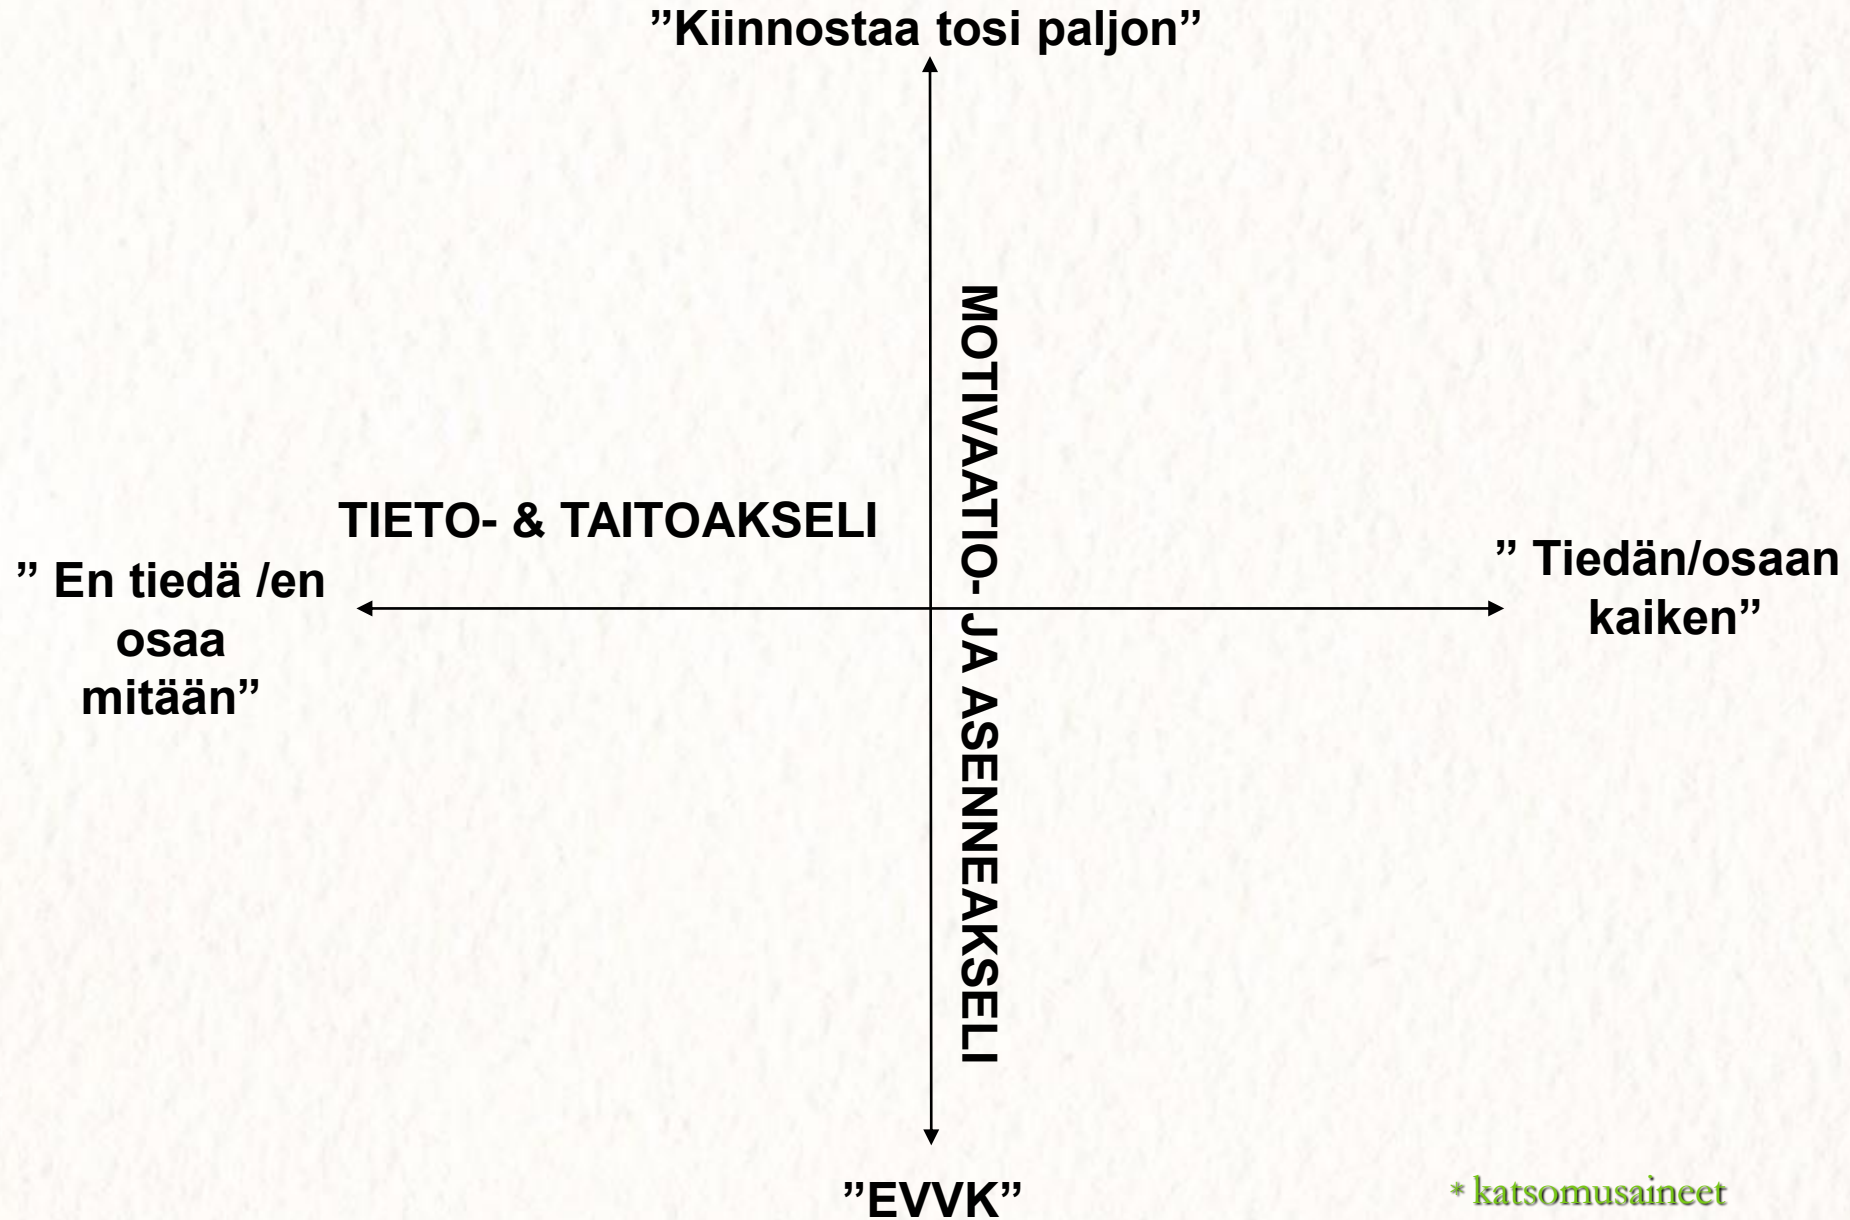 ”Kiinnostaa tosi paljon”
MOTIVAATIO- JA ASENNEAKSELI
TIETO- & TAITOAKSELI
” En tiedä /en
osaa
mitään”
” Tiedän/osaan
kaiken”
”EVVK”
* katsomusaineet